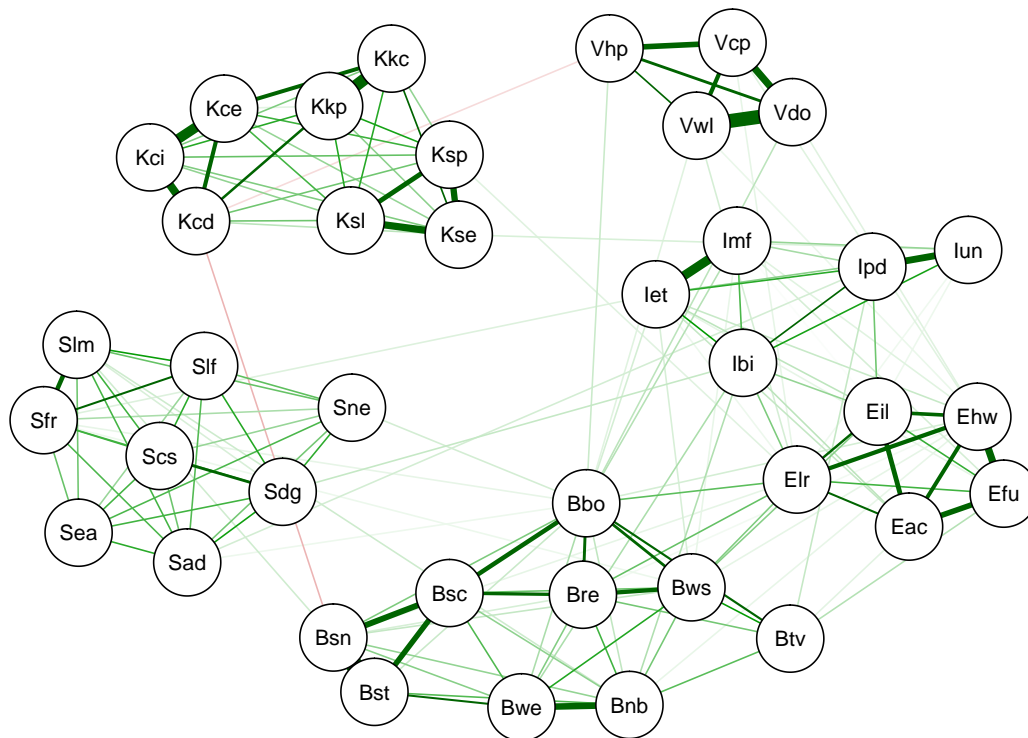 Vcp
Vhp
Kkc
Kkp
Kce
Vdo
Vwl
Ksp
Kci
Kcd
Ksl
Kse
Imf
Iun
Ipd
Iet
Slm
Slf
Ibi
Sne
Sfr
Eil
Ehw
Scs
Sdg
Elr
Efu
Bbo
Eac
Sea
Sad
Bsc
Bre
Bws
Bsn
Btv
Bst
Bwe
Bnb